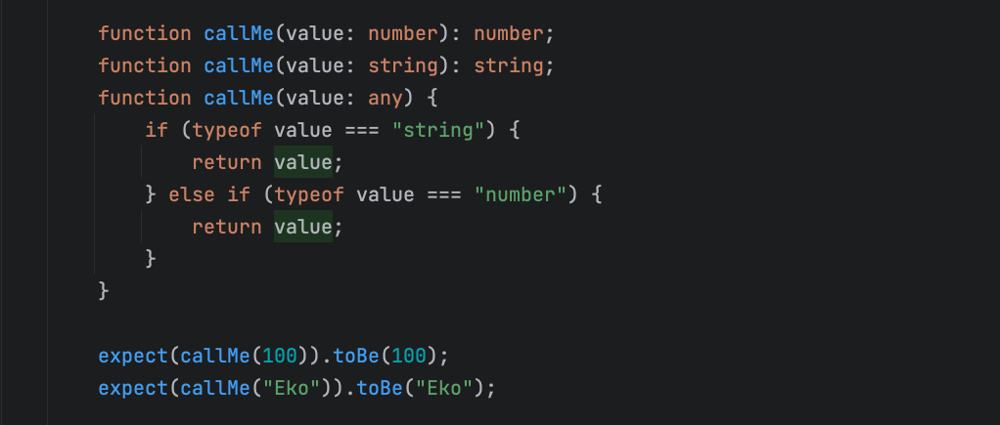 function callMe(value: number): number;
function callMe(value: string): string;
function callMe(value: any) {
    if (typeof value === "string") {
        return value;
    } else if (typeof value === "number") {
        return value;
    }
}
expect(callMe(100)).toBe(100);
expect(callMe("Eko")).toBe("Eko");